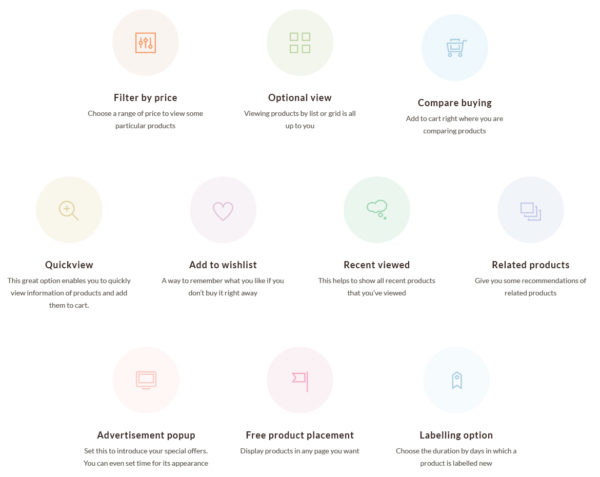 Filter by price
Choose a range of price to view some
particular products
Optional view
Viewing products by list or grid is all
up to you
Compare buying
Add to cart right where you are
comparing products
Quickview
This great option enables you to quickly
view information of products and add
them to cart.
Add to wishlist
A way to remember what you like if you
don't buy it right away
Recent viewed
This helps to show all recent products
that you've viewed
Related products
Give you some recommendations of
related products
Advertisement popup
Set this to introduce your special offers.
You can even set time for its appearance
Free product placement
Display products in any page you want
Labelling option
Choose the duration by days in which a
product is labelled new